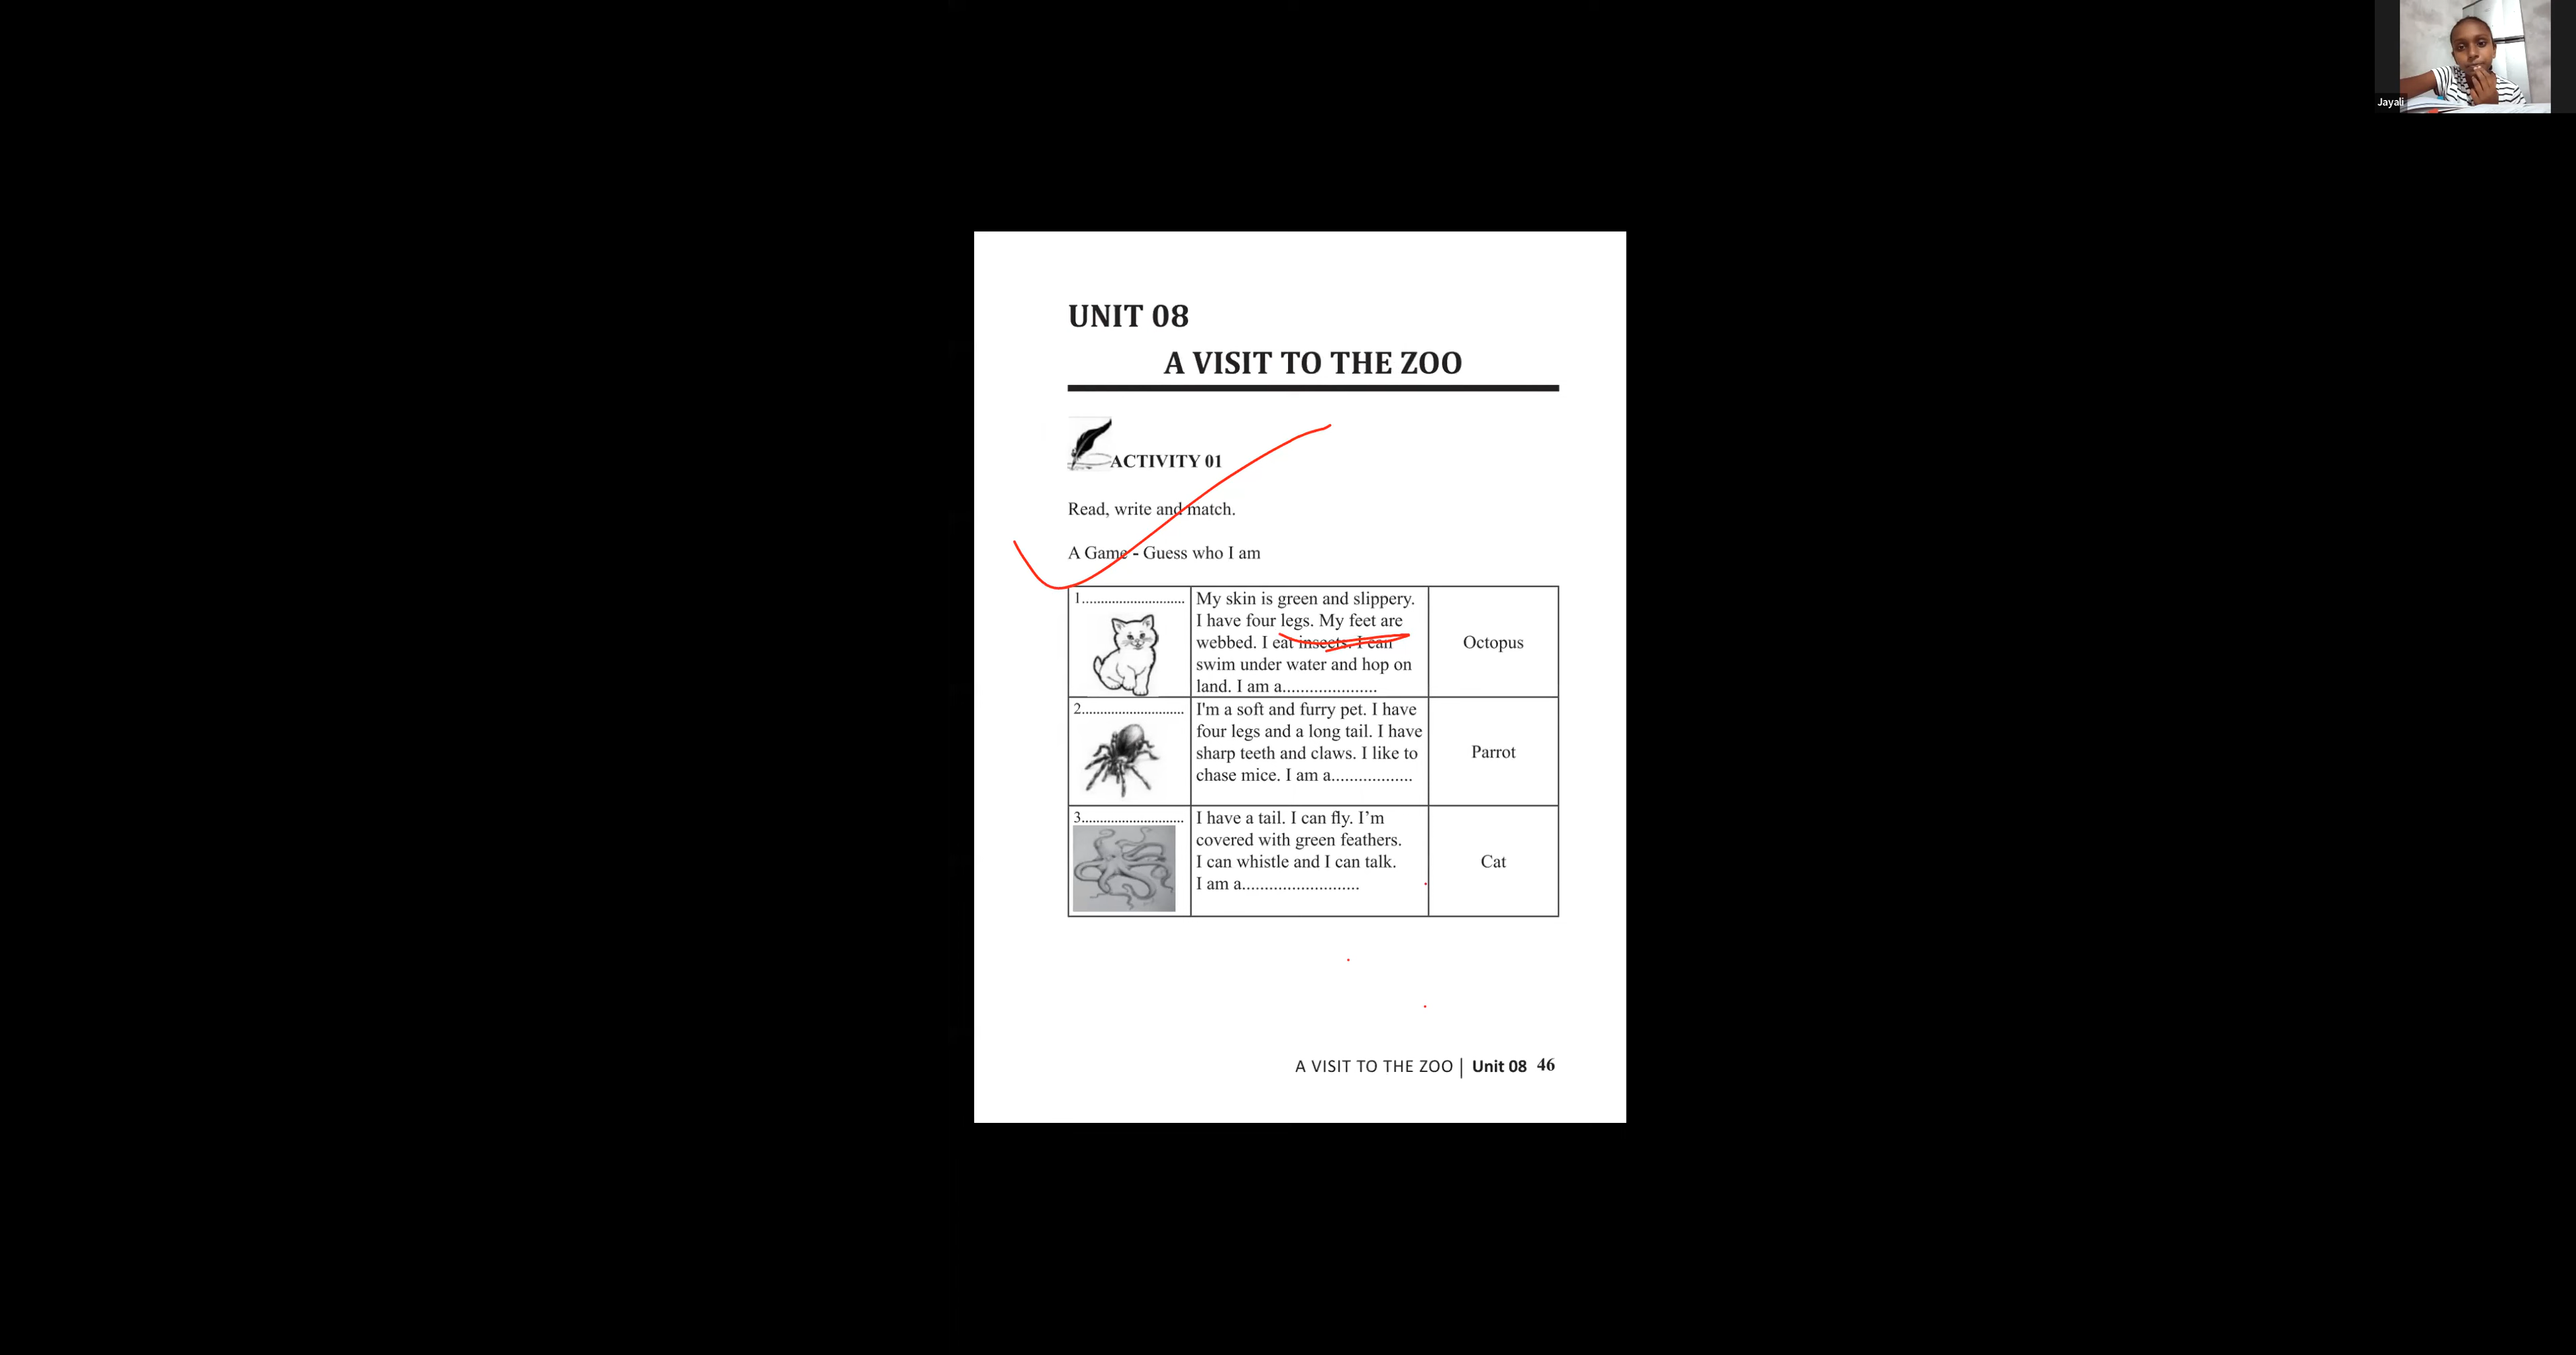 Jayali
UNIT 08
A VISIT TO THE ZOO
ACTIVITY 01
Read, write and match.
A Game - Guess who I am
1...........................
My skin is green and slippery.
I have four legs. My feet are
webbed. I eat insects. I can
swim under water and hop on
land. I am a.....................
Octopus
2...........................
I'm a soft and furry pet. I have
four legs and a long tail. I have
sharp teeth and claws. I like to
chase mice. I am a..................
Parrot
3...........................
I have a tail. I can fly. I’m
covered with green feathers.
I can whistle and I can talk.
I am a..........................
Cat
A VISIT TO THE ZOO | Unit 08 46